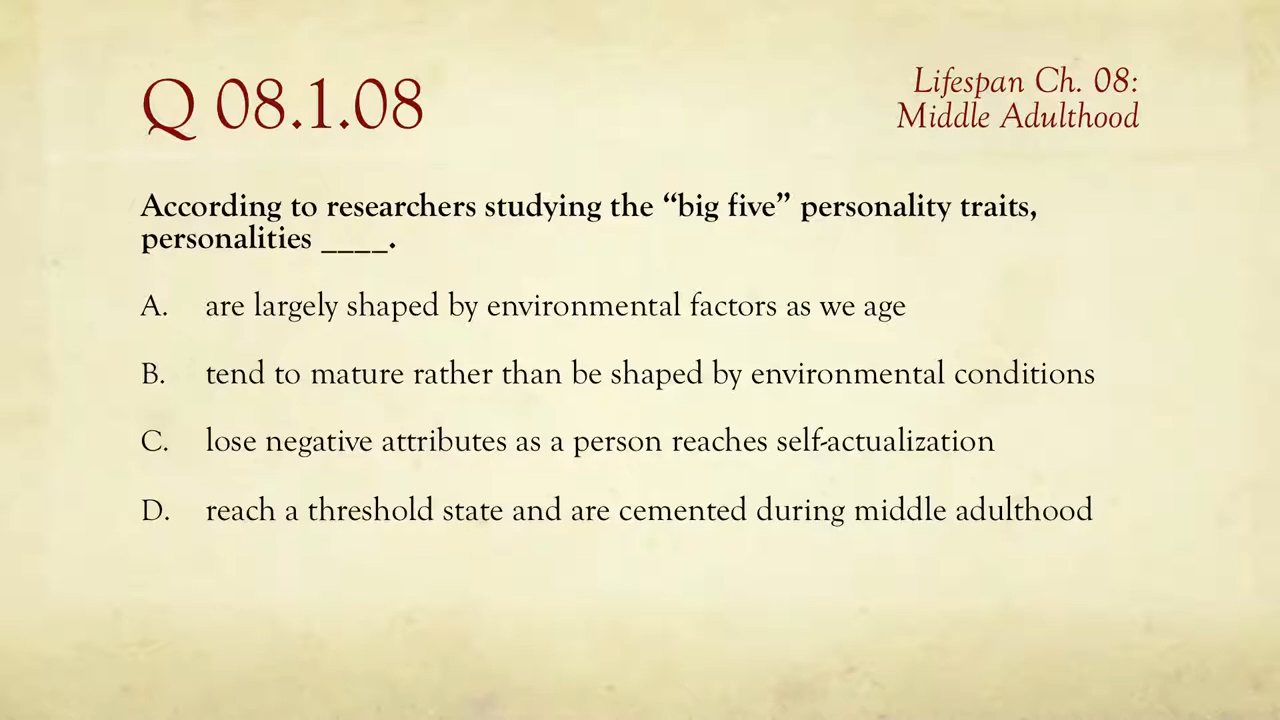 Q 08.1.08
Lifespan Ch. 08:
Middle Adulthood
According to researchers studying the “big five” personality traits,
personalities ____.
A. are largely shaped by environmental factors as we age
B. tend to mature rather than be shaped by environmental conditions
C. lose negative attributes as a person reaches self-actualization
D. reach a threshold state and are cemented during middle adulthood